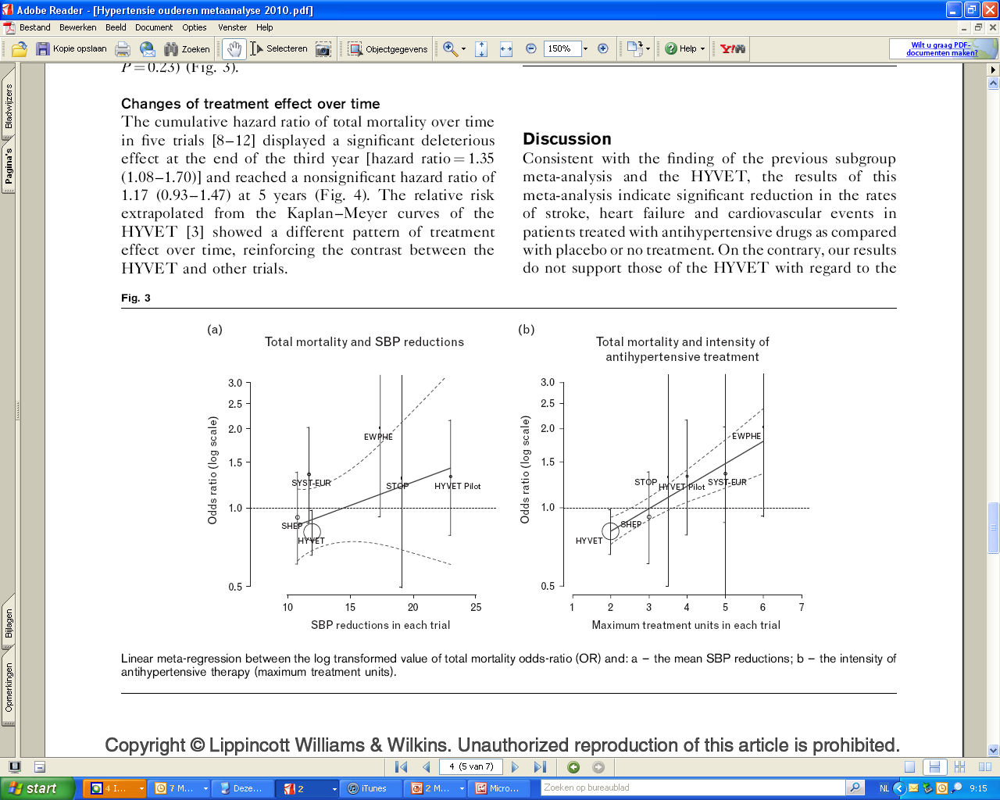 Adobe Reader - [Hypertensie ouderen metaanalyse 2010.pdf]
Bestand Bewerken Beeld Document Opties Venster Help
Kopie opslaan Zoeken Selecteren Objectgegevens 150% Help Y! Wilt u graag PDF-
documenten maken?
Bladwijzers
Pagina's
Bijlagen
Opmerkingen
P = 0.23) (Fig. 3).
Changes of treatment effect over time
The cumulative hazard ratio of total mortality over time
in five trials [8–12] displayed a significant deleterious
effect at the end of the third year [hazard ratio = 1.35
(1.08–1.70)] and reached a nonsignificant hazard ratio of
1.17 (0.93–1.47) at 5 years (Fig. 4). The relative risk
extrapolated from the Kaplan–Meyer curves of the
HYVET [3] showed a different pattern of treatment
effect over time, reinforcing the contrast between the
HYVET and other trials.
Discussion
Consistent with the finding of the previous subgroup
meta-analysis and the HYVET, the results of this
meta-analysis indicate significant reduction in the rates
of stroke, heart failure and cardiovascular events in
patients treated with antihypertensive drugs as compared
with placebo or no treatment. On the contrary, our results
do not support those of the HYVET with regard to the
Fig. 3
(a)
Total mortality and SBP reductions
Odds ratio (log scale)
3.0
2.5
2.0
1.5
1.0
0.5
EWPHE
SYST-EUR
STOP
HYVET Pilot
SHEP
HYVET
10 15 20 25
SBP reductions in each trial
(b)
Total mortality and intensity of
antihypertensive treatment
Odds ratio (log scale)
3.0
2.5
2.0
1.5
1.0
0.5
EWPHE
STOP
HYVET Pilot
SYST-EUR
SHEP
HYVET
1 2 3 4 5 6 7
Maximum treatment units in each trial
Linear meta-regression between the log transformed value of total mortality odds-ratio (OR) and: a – the mean SBP reductions; b – the intensity of
antihypertensive therapy (maximum treatment units).
Copyright © Lippincott Williams & Wilkins. Unauthorized reproduction of this article is prohibited.
4 (5 van 7)
start 4 I... 7 M... Deze... 2 iTunes 2 M... Micro... Zoeken op bureaublad NL 9:15